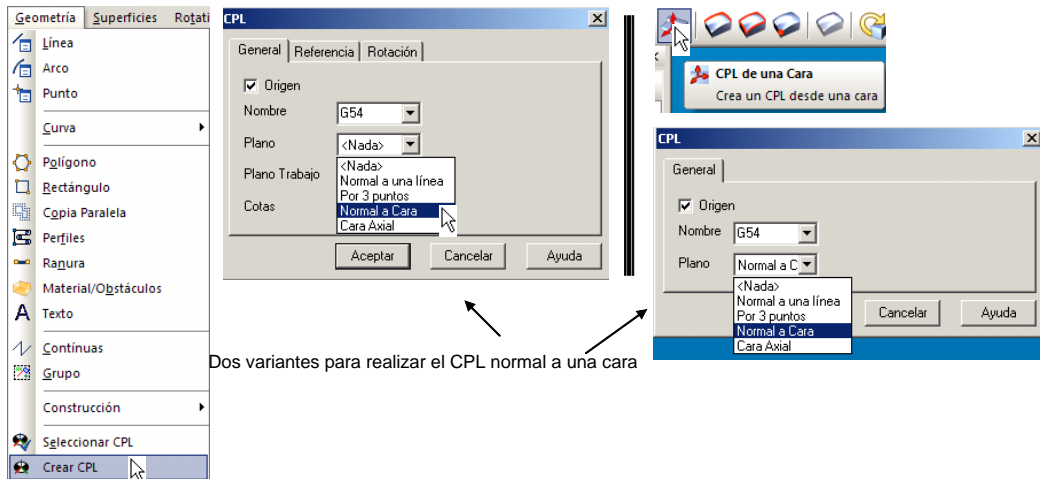 Geometría Superficies Rotati
Línea
Arco
Punto
Curva
Polígono
Rectángulo
Copia Paralela
Perfiles
Ranura
Material/Obstáculos
Texto
Contínuas
Grupo
Construcción
Seleccionar CPL
Crear CPL
CPL
General Referencia Rotación
Origen
Nombre G54
Plano <Nada>
<Nada>
Plano Trabajo Normal a una línea
Por 3 puntos
Cotas Normal a Cara
Cara Axial
Aceptar Cancelar Ayuda
CPL de una Cara
Crea un CPL desde una cara
CPL
General
Origen
Nombre G54
Plano Normal a C
<Nada>
Normal a una línea
Por 3 puntos
Normal a Cara
Cara Axial
Cancelar Ayuda
Dos variantes para realizar el CPL normal a una cara